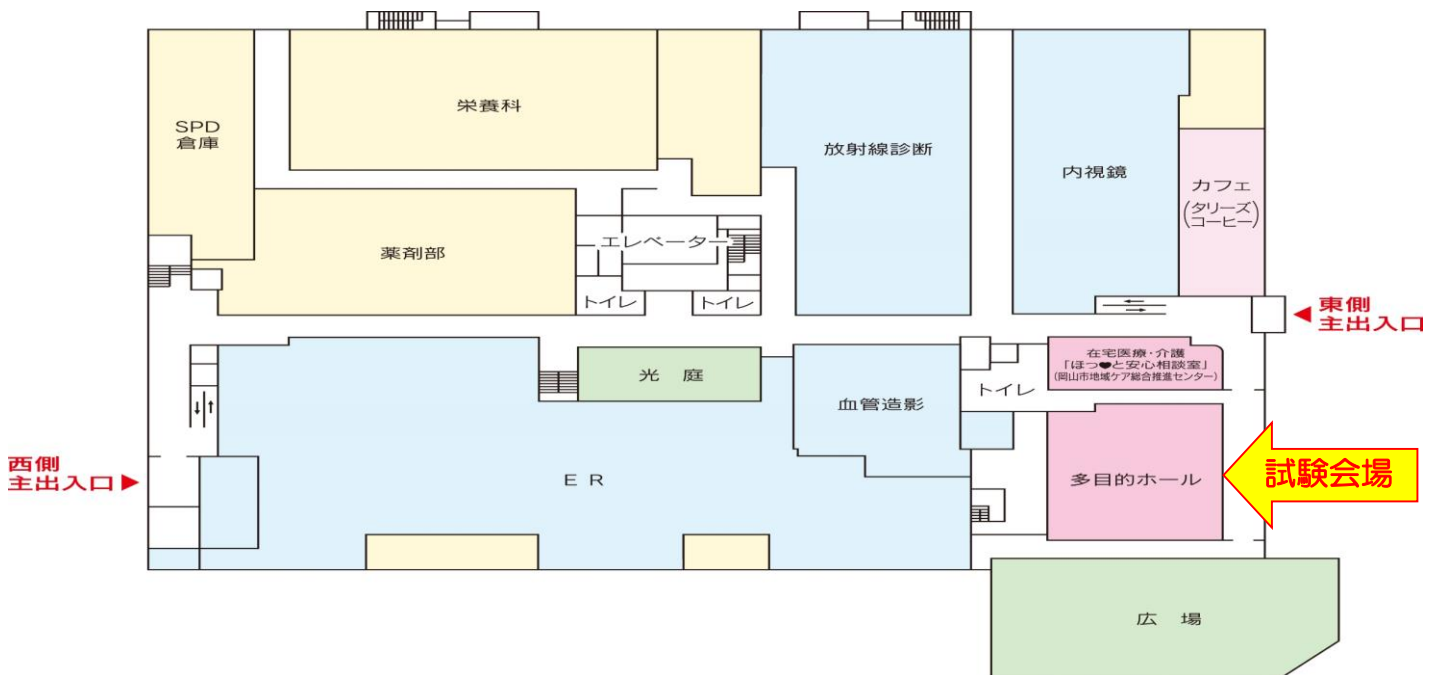 SPD
倉庫
栄養科
放射線診断
内視鏡
カフェ
(タリーズ
コーヒー)
薬剤部
エレベーター
トイレ
トイレ
東側
主出入口
光 庭
血管造影
トイレ
在宅医療・介護
「ほっ♥と安心相談室」
(岡山市地域ケア総合推進センター)
西側
主出入口
E R
多目的ホール
試験会場
広 場